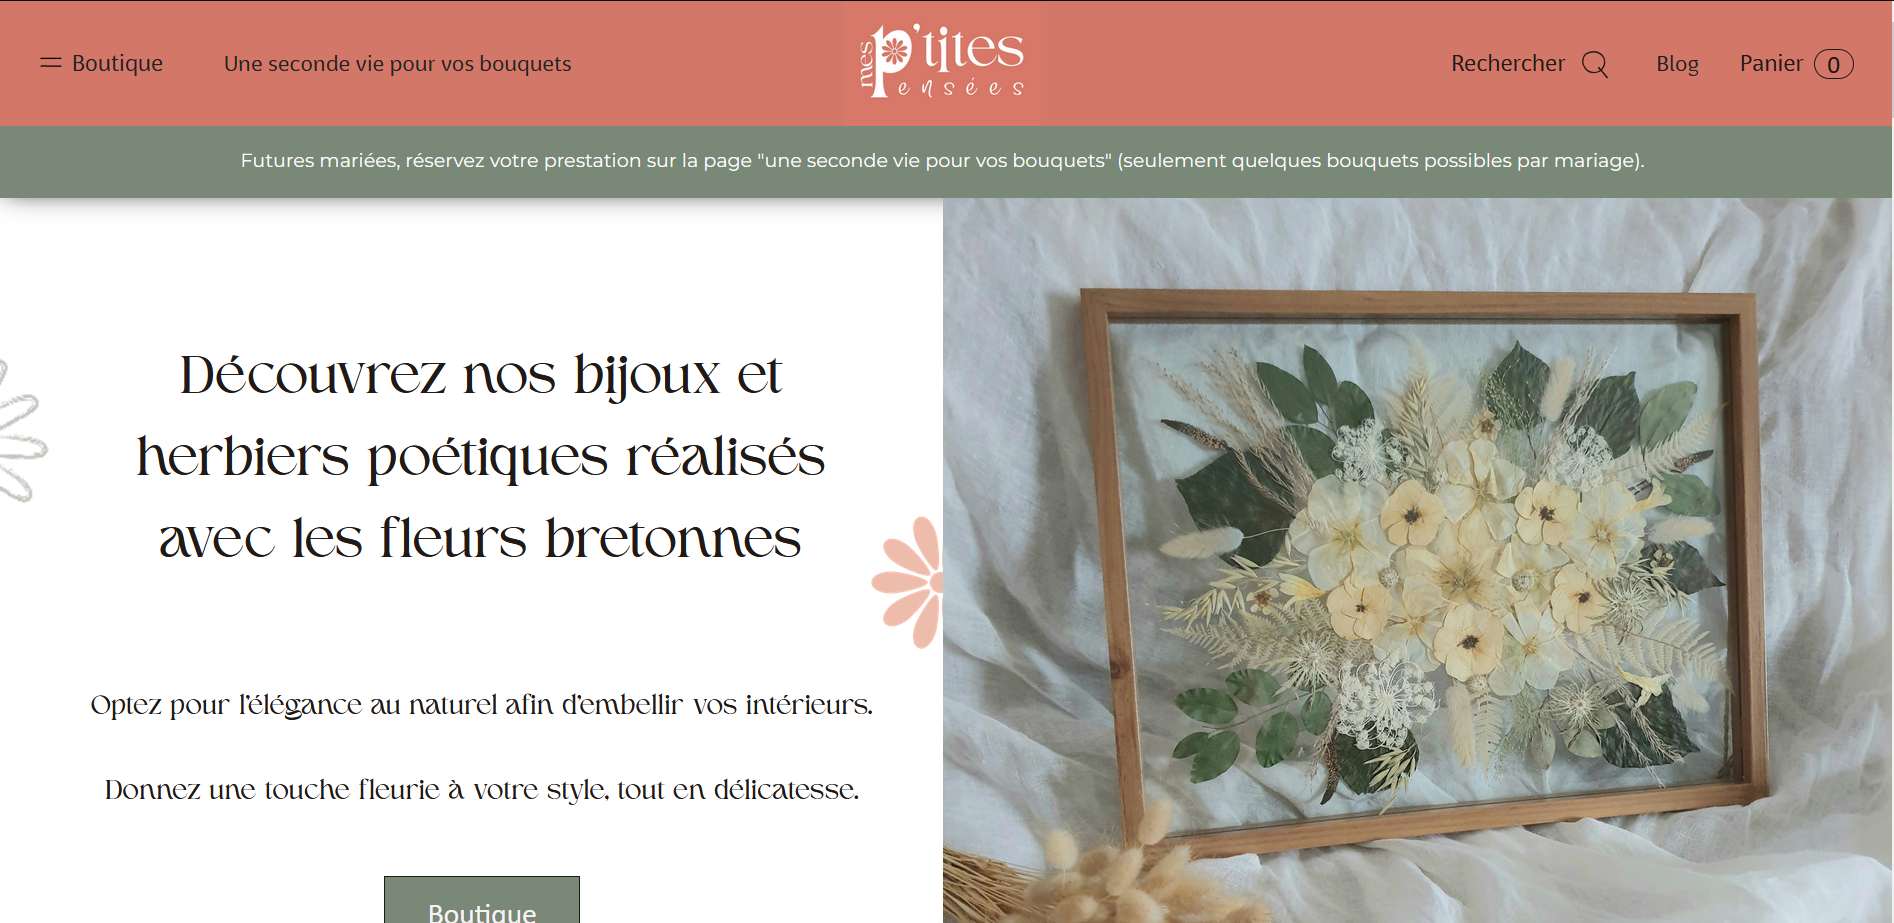 Boutique
Une seconde vie pour vos bouquets
mes p'tites
Pensées
Rechercher
Blog
Panier 0
Futures mariées, réservez votre prestation sur la page "une seconde vie pour vos bouquets" (seulement quelques bouquets possibles par mariage).
Découvrez nos bijoux et
herbiers poétiques réalisés
avec les fleurs bretonnes
Optez pour l'élégance au naturel afin d'embellir vos intérieurs.
Donnez une touche fleurie à votre style, tout en délicatesse.
Boutique